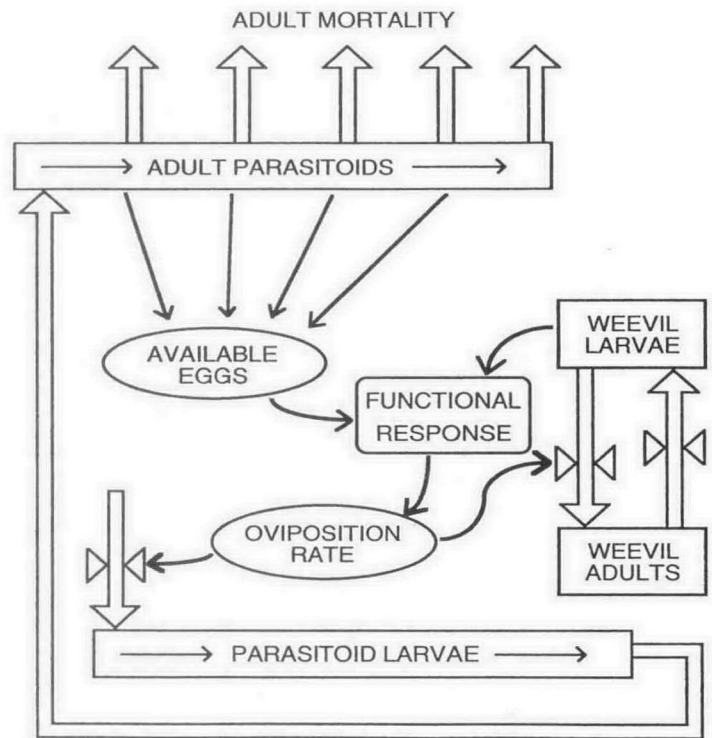 ADULT MORTALITY
ADULT PARASITOIDS
AVAILABLE
EGGS
WEEVIL
LARVAE
FUNCTIONAL
RESPONSE
OVIPOSITION
RATE
WEEVIL
ADULTS
PARASITOID LARVAE